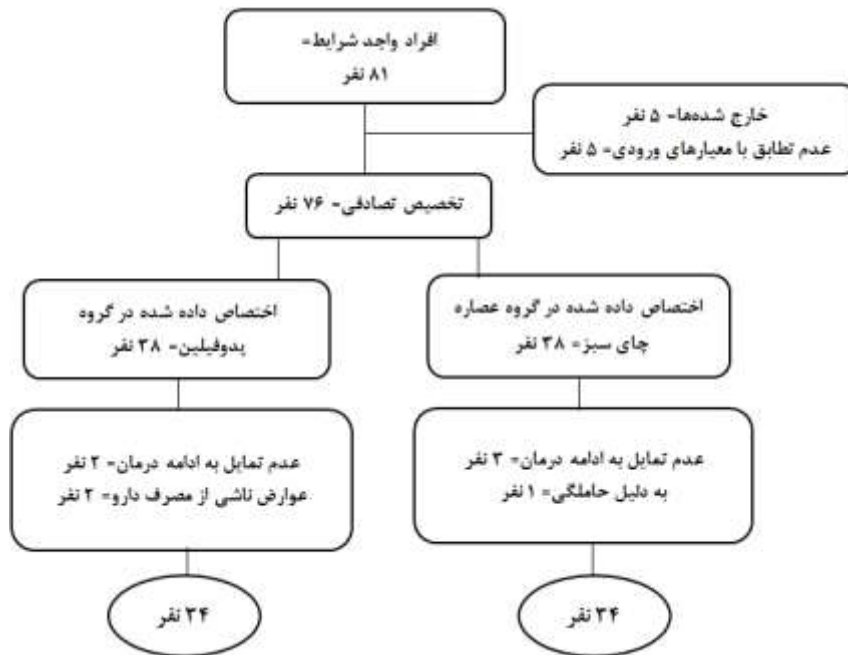 افراد واجد شرایط=
۸۱ نفر
خارج شده‌ها= ۵ نفر
عدم تطابق با معیارهای ورودی= ۵ نفر
تخصیص تصادفی= ۷۶ نفر
اختصاص داده شده در گروه عصاره
چای سبز= ۳۸ نفر
اختصاص داده شده در گروه
پدوفیلین= ۳۸ نفر
عدم تمایل به ادامه درمان= ۳ نفر
به دلیل حاملگی= ۱ نفر
عدم تمایل به ادامه درمان= ۲ نفر
عوارض ناشی از مصرف دارو= ۲ نفر
۳۴ نفر
۳۴ نفر